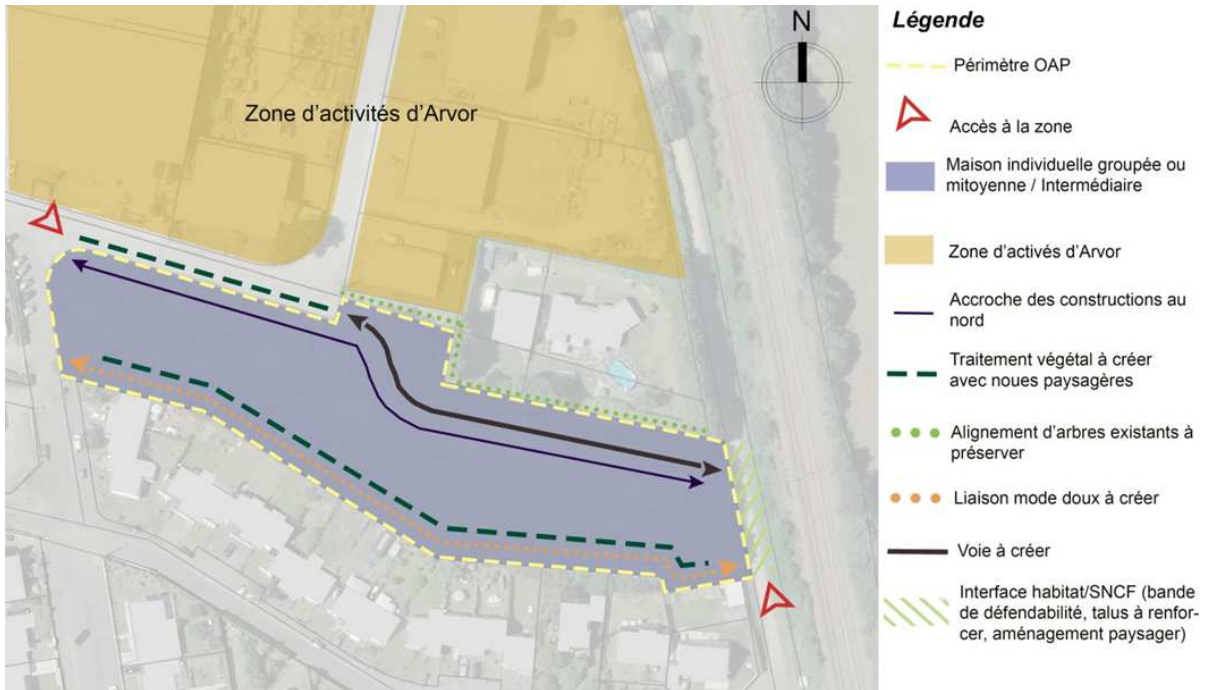 Zone d'activités d'Arvor
N
Légende
Périmètre OAP
Accès à la zone
Maison individuelle groupée ou
mitoyenne / Intermédiaire
Zone d'activés d'Arvor
Accroche des constructions au
nord
Traitement végétal à créer
avec noues paysagères
Alignement d'arbres existants à
préserver
Liaison mode doux à créer
Voie à créer
Interface habitat/SNCF (bande
de défendabilité, talus à renfor-
cer, aménagement paysager)